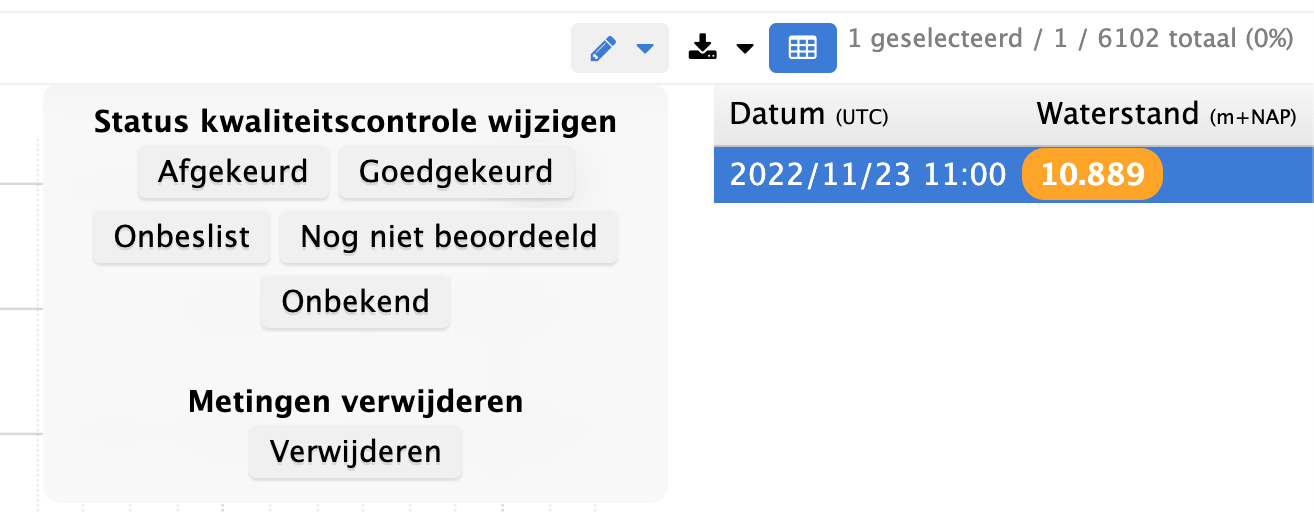 1 geselecteerd / 1 / 6102 totaal (0%)
Status kwaliteitscontrole wijzigen
Afgekeurd Goedgekeurd
Onbeslist Nog niet beoordeeld
Onbekend
Metingen verwijderen
Verwijderen
Datum (UTC) Waterstand (m+NAP)
2022/11/23 11:00 10.889